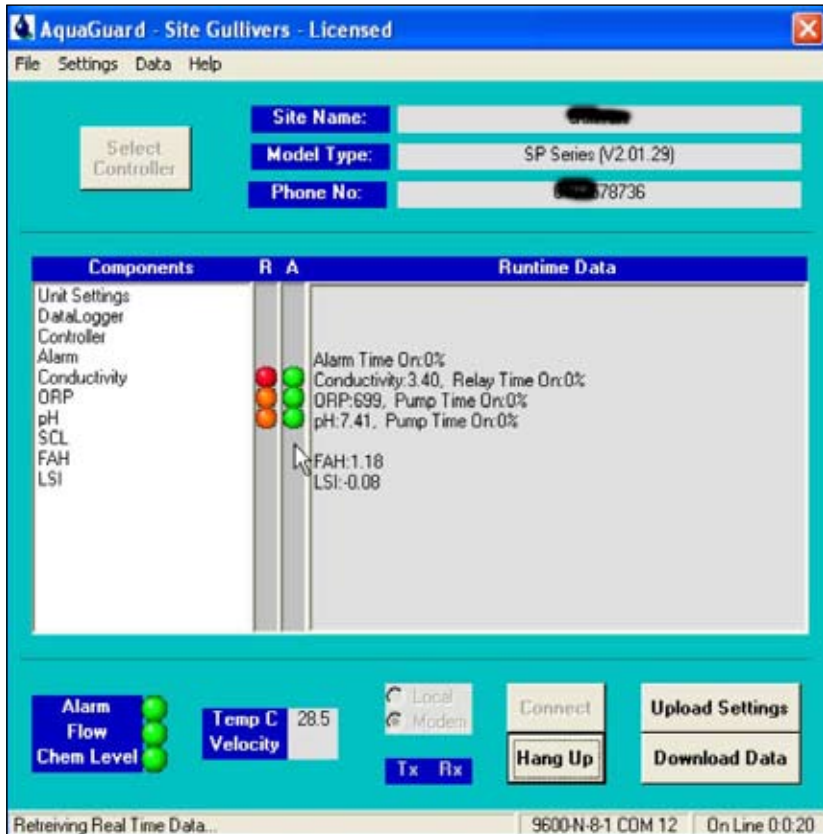 AquaGuard - Site Gullivers - Licensed
File Settings Data Help
Select Controller
Site Name:
Model Type: SP Series (V2.01.29)
Phone No: 78736
Components R A Runtime Data
Unit Settings
DataLogger
Controller
Alarm Alarm Time On:0%
Conductivity Conductivity:3.40, Relay Time On:0%
ORP ORP:699, Pump Time On:0%
pH pH:7.41, Pump Time On:0%
SCL
FAH FAH:1.18
LSI LSI:-0.08
Alarm
Flow
Chem Level
Temp C 28.5
Velocity
Local
Modem
Tx Rx
Connect
Hang Up
Upload Settings
Download Data
Retreiving Real Time Data... 9600-N-8-1 COM 12 On Line 0:0:20